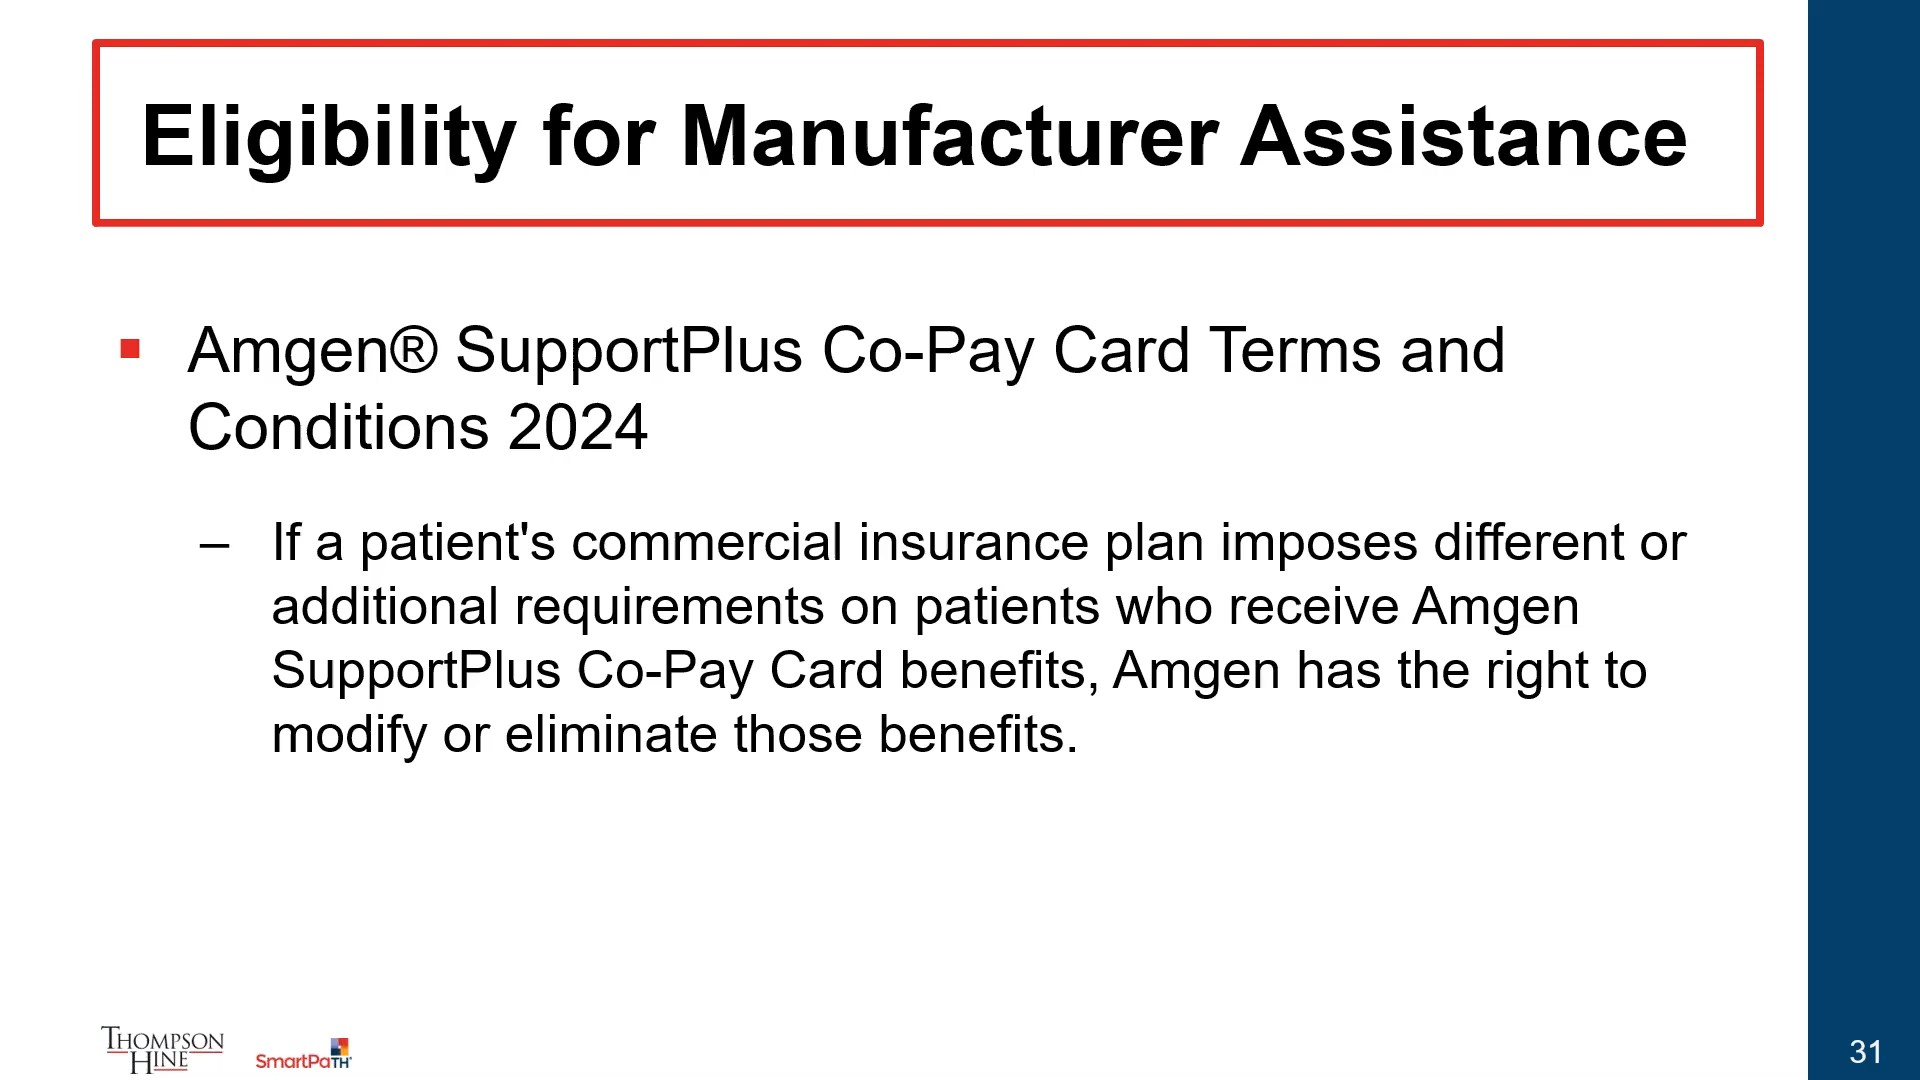 Eligibility for Manufacturer Assistance
▪ Amgen® SupportPlus Co-Pay Card Terms and
Conditions 2024
– If a patient's commercial insurance plan imposes different or
additional requirements on patients who receive Amgen
SupportPlus Co-Pay Card benefits, Amgen has the right to
modify or eliminate those benefits.
THOMPSON
HINE
SmartPaTH
31